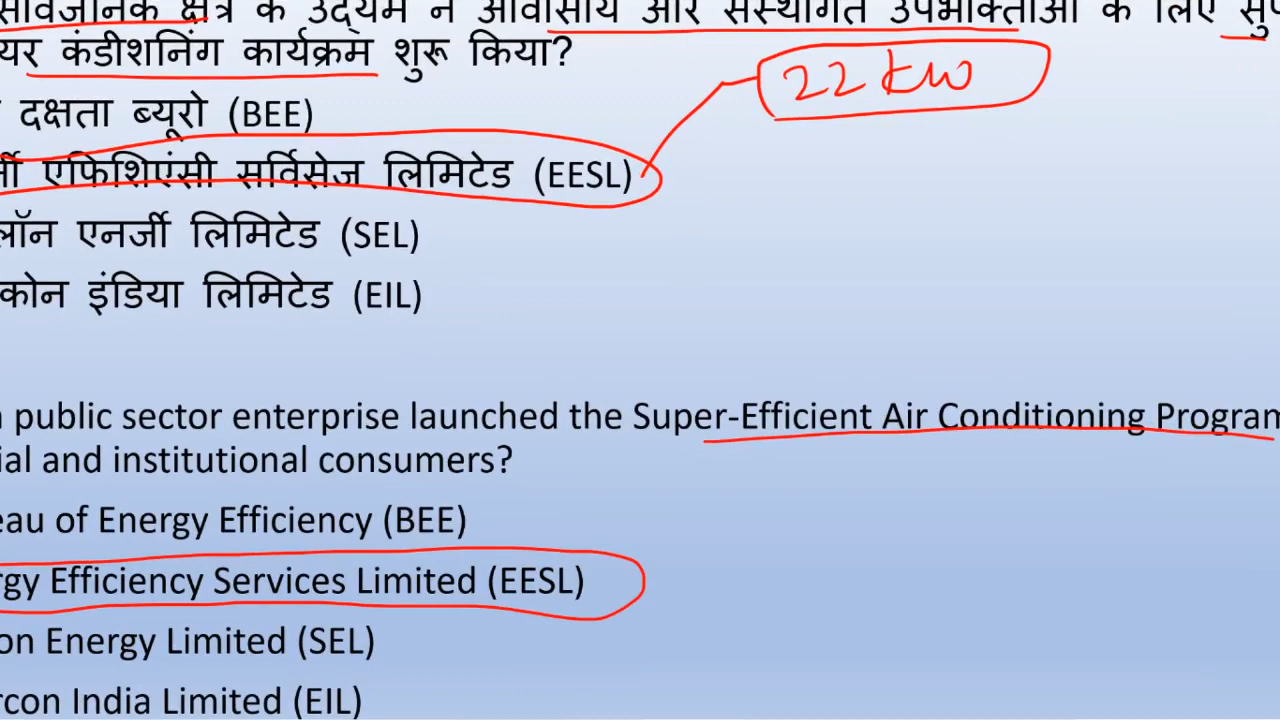 सार्वजनिक क्षेत्र के उद्यम ने आवासीय और संस्थागत उपभोक्ताओं के लिए
यर कंडीशनिंग कार्यक्रम शुरू किया?
22 kw
दक्षता ब्यूरो (BEE)
र्जी एफिशिएंसी सर्विसेज लिमिटेड (EESL)
लॉन एनर्जी लिमिटेड (SEL)
कोन इंडिया लिमिटेड (EIL)
public sector enterprise launched the Super-Efficient Air Conditioning Program
ial and institutional consumers?
eau of Energy Efficiency (BEE)
rgy Efficiency Services Limited (EESL)
on Energy Limited (SEL)
rcon India Limited (EIL)